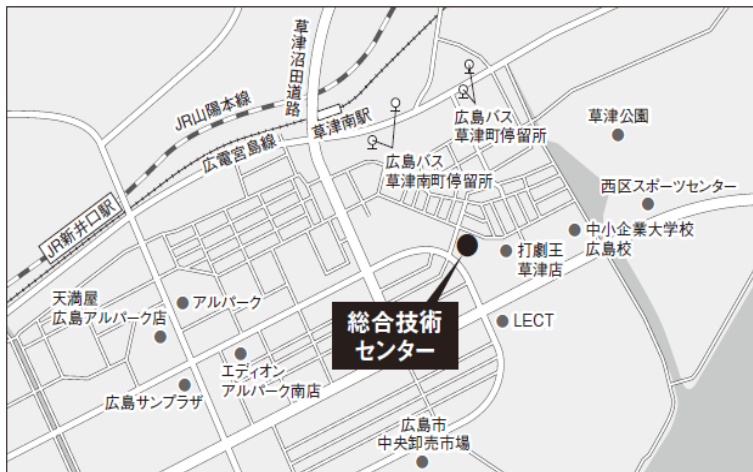 草津沼田道路
JR山陽本線
広電宮島線
草津南駅
広島バス
草津町停留所
広島バス
草津南町停留所
草津公園
西区スポーツセンター
中小企業大学校
広島校
打劇王
草津店
JR新井口駅
天満屋
広島アルパーク店
アルパーク
総合技術
センター
LECT
エディオン
アルパーク南店
広島サンプラザ
広島市
中央卸売市場